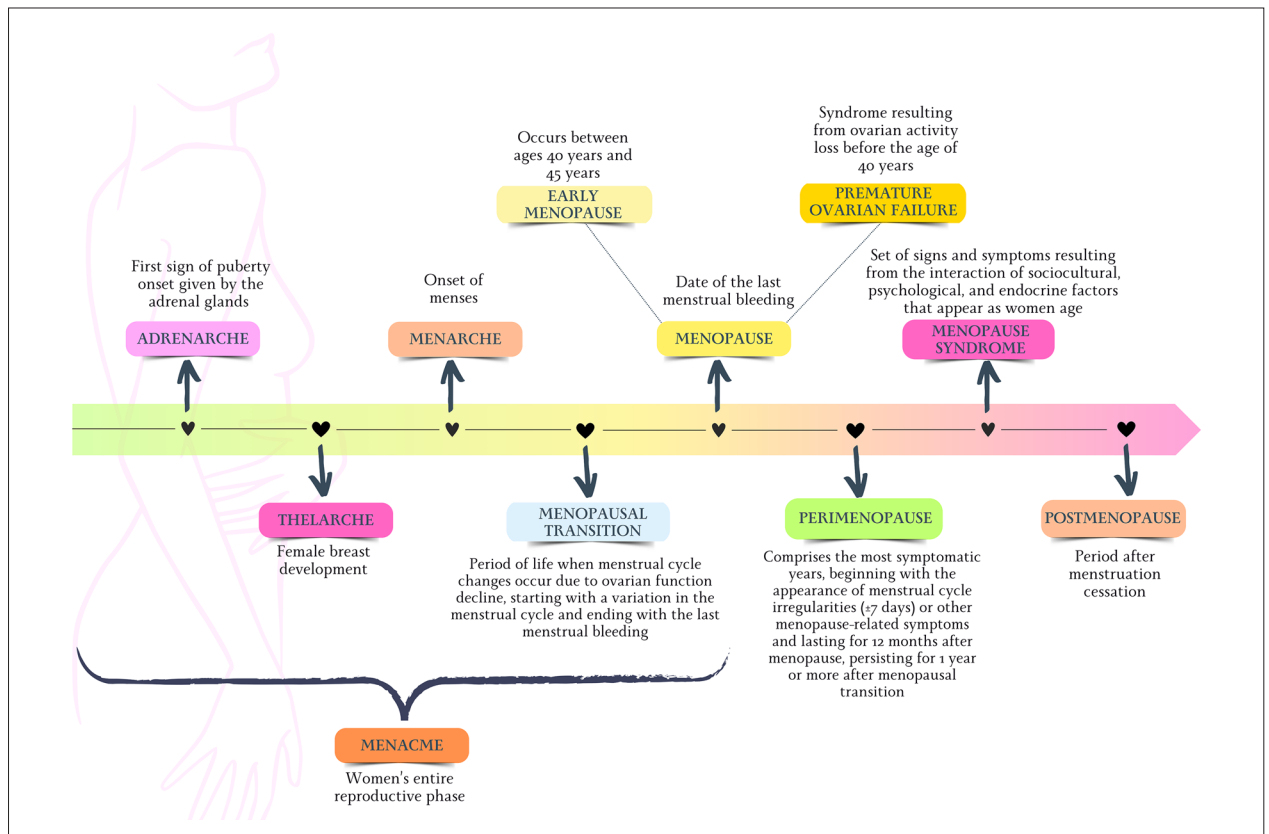 Syndrome resulting
from ovarian activity
loss before the age of
40 years
PREMATURE
OVARIAN FAILURE
Occurs between
ages 40 years and
45 years
EARLY
MENOPAUSE
First sign of puberty
onset given by the
adrenal glands
ADRENARCHE
Onset of
menses
MENARCHE
Date of the last
menstrual bleeding
MENOPAUSE
Set of signs and symptoms resulting
from the interaction of sociocultural,
psychological, and endocrine factors
that appear as women age
MENOPAUSE
SYNDROME
THELARCHE
Female breast
development
MENOPAUSAL
TRANSITION
Period of life when menstrual cycle
changes occur due to ovarian function
decline, starting with a variation in the
menstrual cycle and ending with the last
menstrual bleeding
PERIMENOPAUSE
Comprises the most symptomatic
years, beginning with the
appearance of menstrual cycle
irregularities (±7 days) or other
menopause-related symptoms
and lasting for 12 months after
menopause, persisting for 1 year
or more after menopausal
transition
POSTMENOPAUSE
Period after
menstruation
cessation
MENACME
Women's entire
reproductive phase